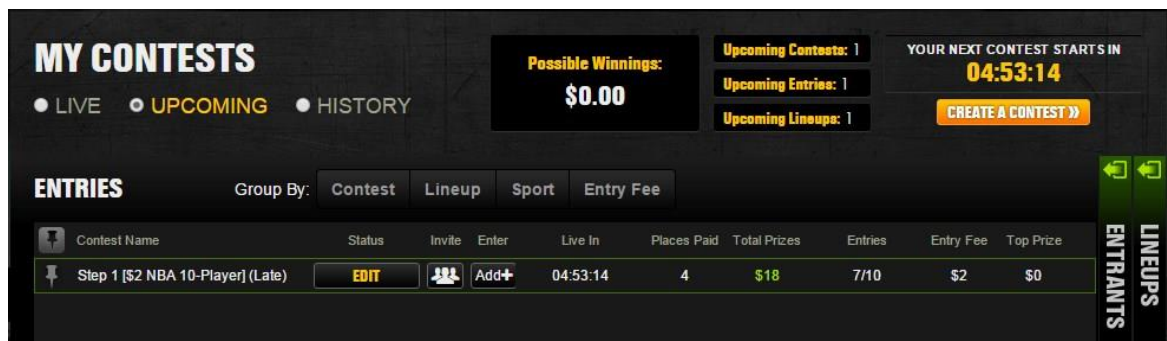 MY CONTESTS
LIVE UPCOMING HISTORY
Possible Winnings:
$0.00
Upcoming Contests: 1
Upcoming Entries: 1
Upcoming Lineups: 1
YOUR NEXT CONTEST STARTS IN
04:53:14
CREATE A CONTEST »
ENTRIES Group By: Contest Lineup Sport Entry Fee
Contest Name Status Invite Enter Live In Places Paid Total Prizes Entries Entry Fee Top Prize
Step 1 [$2 NBA 10-Player] (Late) EDIT Add+ 04:53:14 4 $18 7/10 $2 $0
ENTRANTS
LINEUPS